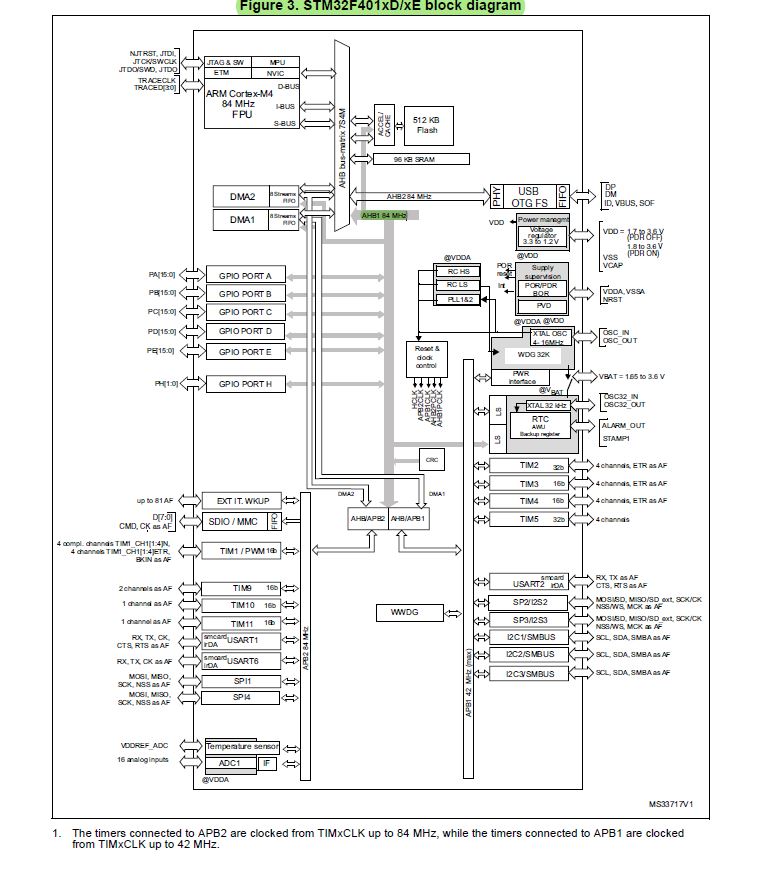 Figure 3. STM32F401xD/xE block diagram
NJTRST, JTDI,
JTCK/SWCLK
JTDO/SWD, JTDO
TRACECLK
TRACED[3:0]
JTAG & SW
MPU
ETM
NVIC
D-BUS
ARM Cortex-M4
84 MHz
FPU
I-BUS
S-BUS
AHB bus-matrix 7S4M
ACCEL/
CACHE
512 KB
Flash
96 KB SRAM
DMA2
8 Streams
FIFO
DMA1
8 Streams
FIFO
AHB2 84 MHz
AHB1 84 MHz
PHY
USB
OTG FS
FIFO
DP
DM
ID, VBUS, SOF
VDD
Power managmt
Voltage
regulator
3.3 to 1.2 V
@VDD
VDD = 1.7 to 3.6 V
(PDR OFF)
1.8 to 3.6 V
(PDR ON)
VSS
VCAP
@VDDA
RC HS
RC LS
PLL1&2
POR
reset
Int
Supply
supervision
POR/PDR
BOR
PVD
VDDA, VSSA
NRST
@VDDA @VDD
PA[15:0]
GPIO PORT A
PB[15:0]
GPIO PORT B
PC[15:0]
GPIO PORT C
PD[15:0]
GPIO PORT D
PE[15:0]
GPIO PORT E
PH[1:0]
GPIO PORT H
XTAL OSC
4- 16MHz
OSC_IN
OSC_OUT
WDG 32K
Reset &
clock
control
PWR
interface
VBAT = 1.65 to 3.6 V
@VBAT
HCLK
APB2CLK
APB1CLK
AHB2PCLK
AHB1PCLK
LS
XTAL 32 kHz
OSC32_IN
OSC32_OUT
LS
RTC
AWU
Backup register
ALARM_OUT
STAMP1
CRC
TIM2
32b
4 channels, ETR as AF
TIM3
16b
4 channels, ETR as AF
TIM4
16b
4 channels, ETR as AF
TIM5
32b
4 channels
DMA2
DMA1
AHB/APB2
AHB/APB1
up to 81 AF
EXT IT. WKUP
D[7:0]
CMD, CK as AF
SDIO / MMC
FIFO
4 compl. channels TIM1_CH1[1:4]N,
4 channels TIM1_CH1[1:4]ETR,
BKIN as AF
TIM1 / PWM
16b
2 channels as AF
TIM9
16b
1 channel as AF
TIM10
16b
1 channel as AF
TIM11
16b
RX, TX, CK,
CTS, RTS as AF
smcard
irDA
USART1
RX, TX, CK as AF
smcard
irDA
USART6
MOSI, MISO,
SCK, NSS as AF
SPI1
MOSI, MISO,
SCK, NSS as AF
SPI4
APB2 84 MHz
WWDG
APB1 42 MHz (max)
USART2
smcard
irDA
RX, TX as AF
CTS, RTS as AF
SP2/I2S2
MOSI/SD, MISO/SD ext, SCK/CK
NSS/WS, MCK as AF
SP3/I2S3
MOSI/SD, MISO/SD ext, SCK/CK
NSS/WS, MCK as AF
I2C1/SMBUS
SCL, SDA, SMBA as AF
I2C2/SMBUS
SCL, SDA, SMBA as AF
I2C3/SMBUS
SCL, SDA, SMBA as AF
VDDREF_ADC
Temperature sensor
16 analog inputs
ADC1
IF
@VDDA
MS33717V1
1. The timers connected to APB2 are clocked from TIMxCLK up to 84 MHz, while the timers connected to APB1 are clocked
from TIMxCLK up to 42 MHz.